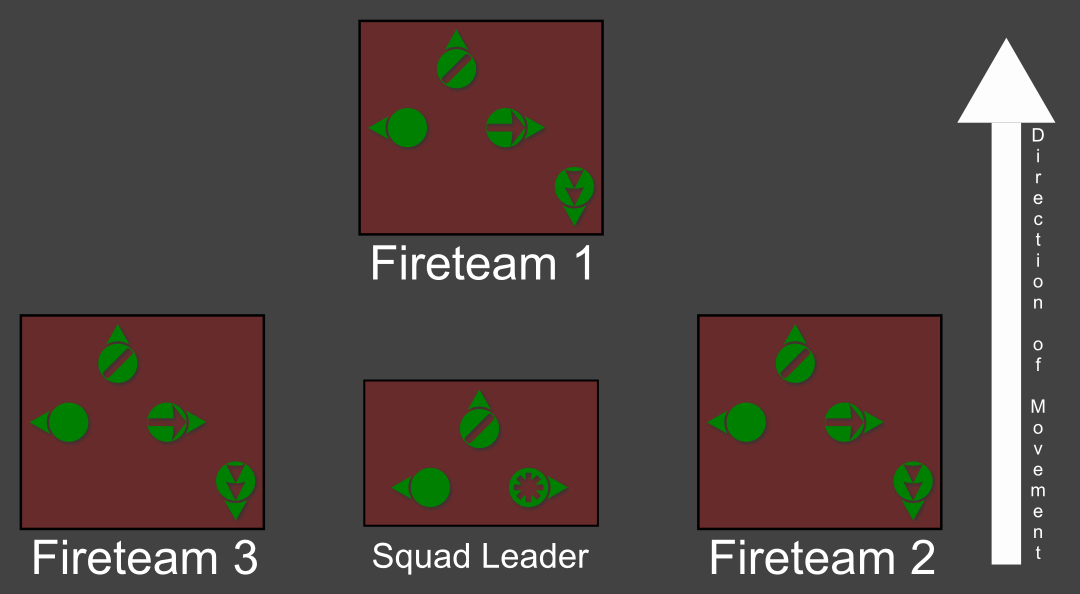 Fireteam 1
Fireteam 3
Squad Leader
Fireteam 2
Direction of Movement